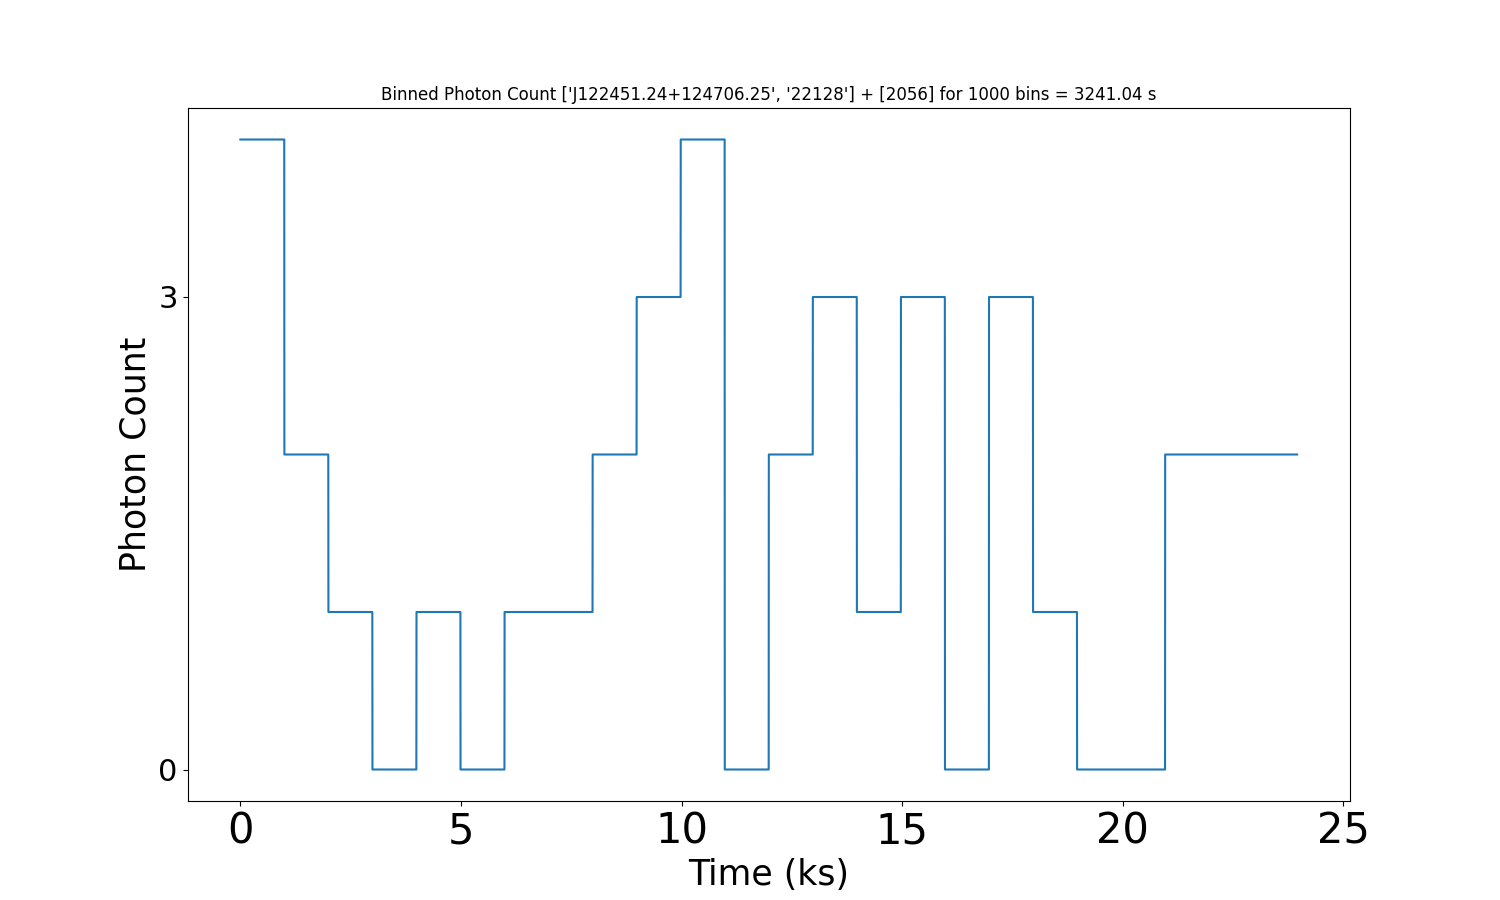 Binned Photon Count ['J122451.24+124706.25', '22128'] + [2056] for 1000 bins = 3241.04 s
3
Photon Count
0
0 5 10 15 20 25
Time (ks)